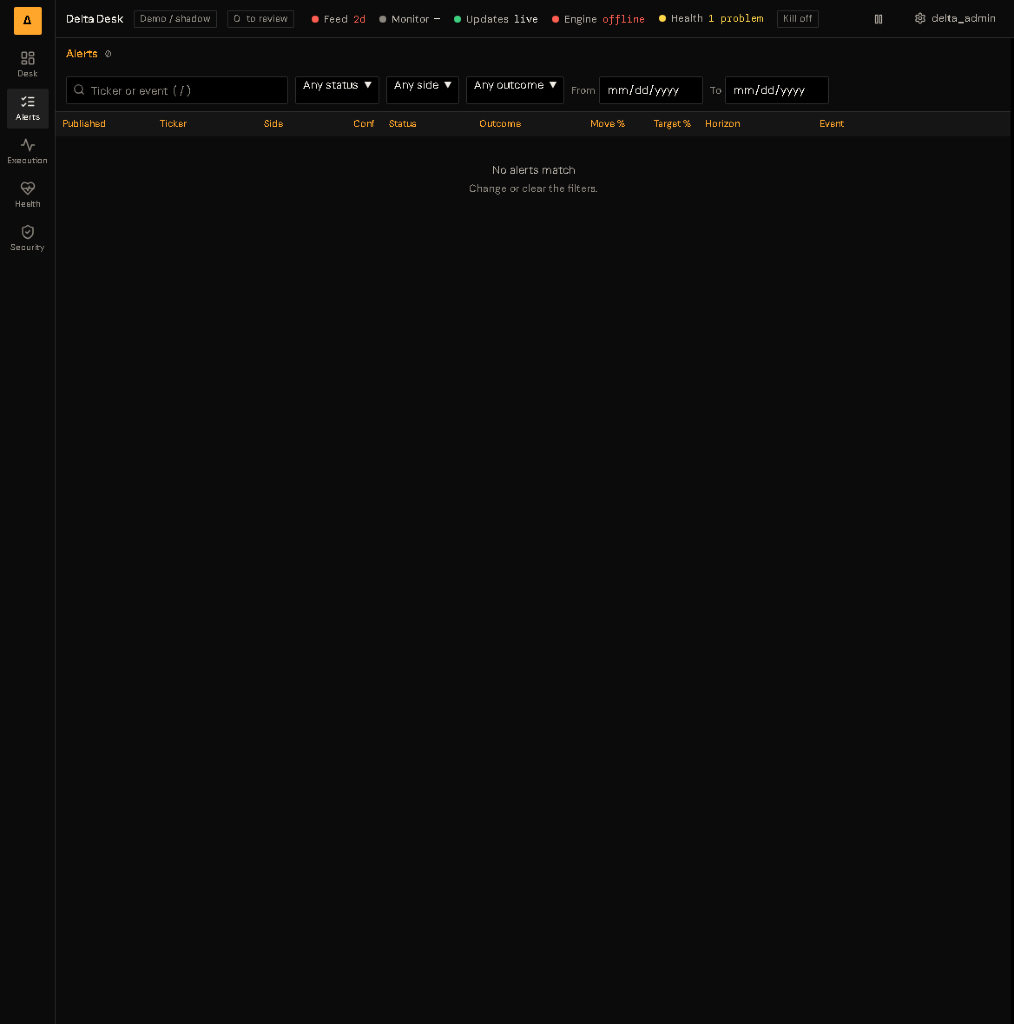 Δ
Delta Desk Demo / shadow 0 to review Feed 2d Monitor — Updates live Engine offline Health 1 problem Kill off delta_admin
Desk
Alerts
Execution
Health
Security
Alerts 0
Ticker or event (/) Any status ▼ Any side ▼ Any outcome ▼ From mm/dd/yyyy To mm/dd/yyyy
Published Ticker Side Conf Status Outcome Move % Target % Horizon Event
No alerts match
Change or clear the filters.